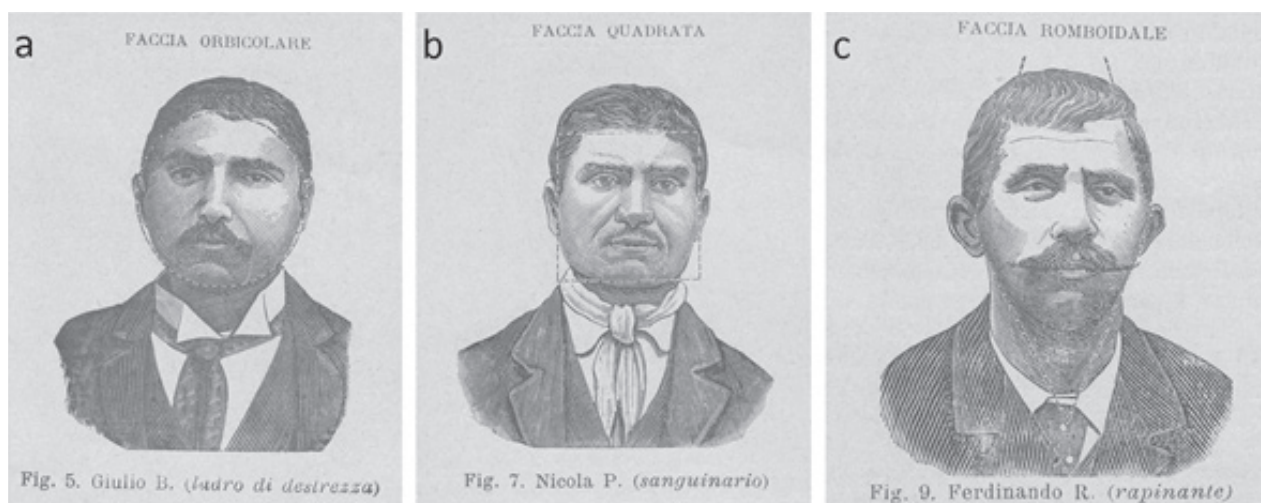 a
FACCIA ORBICOLARE
Fig. 5. Giulio B. (ladro di destrezza)
b
FACCIA QUADRATA
Fig. 7. Nicola P. (sanguinario)
c
FACCIA ROMBOIDALE
Fig. 9. Ferdinando R. (rapinante)